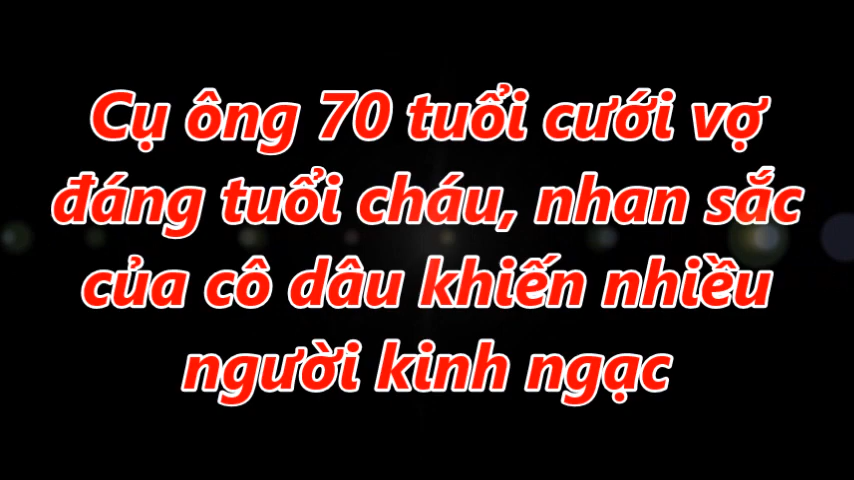 Cụ ông 70 tuổi cưới vợ
đáng tuổi cháu, nhan sắc
của cô dâu khiến nhiều
người kinh ngạc